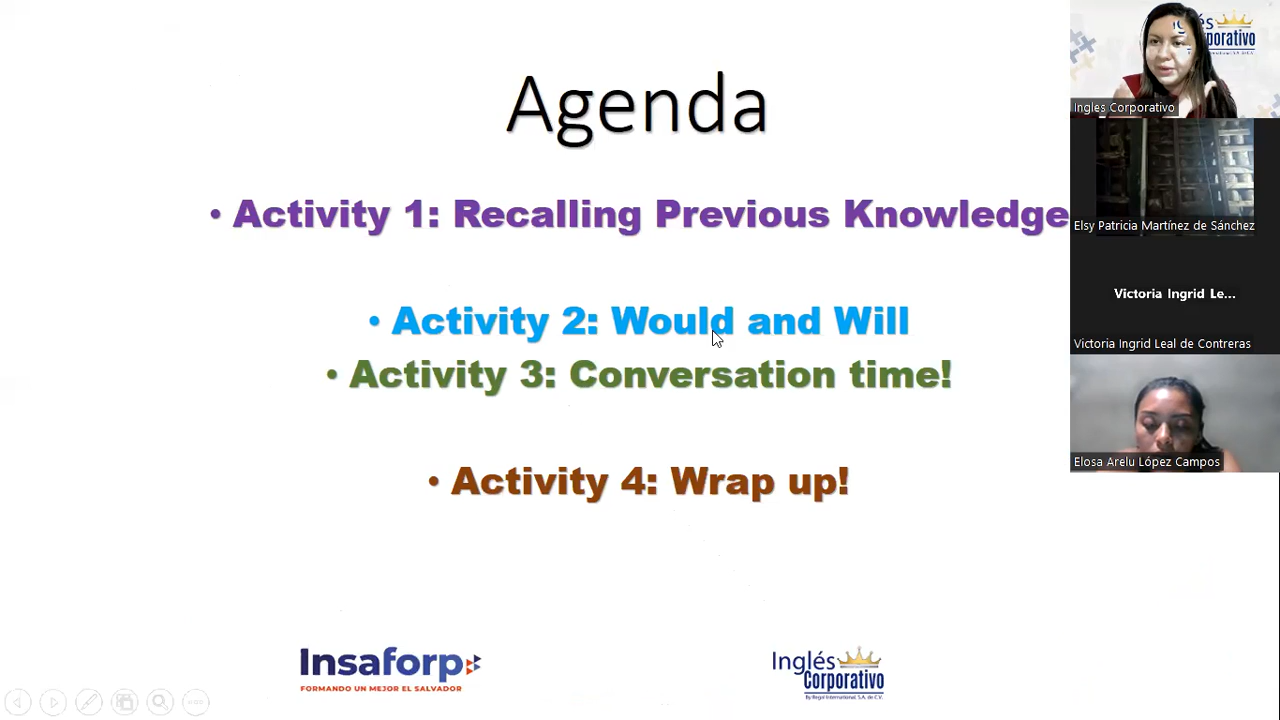 Agenda
• Activity 1: Recalling Previous Knowledge
• Activity 2: Would and Will
• Activity 3: Conversation time!
• Activity 4: Wrap up!
Insaforp
FORMANDO UN MEJOR EL SALVADOR
Inglés
Corporativo
By Regal International, S.A. de C.V.
Ingles Corporativo
Elsy Patricia Martínez de Sánchez
Victoria Ingrid Le...
Victoria Ingrid Leal de Contreras
Elosa Arelu López Campos